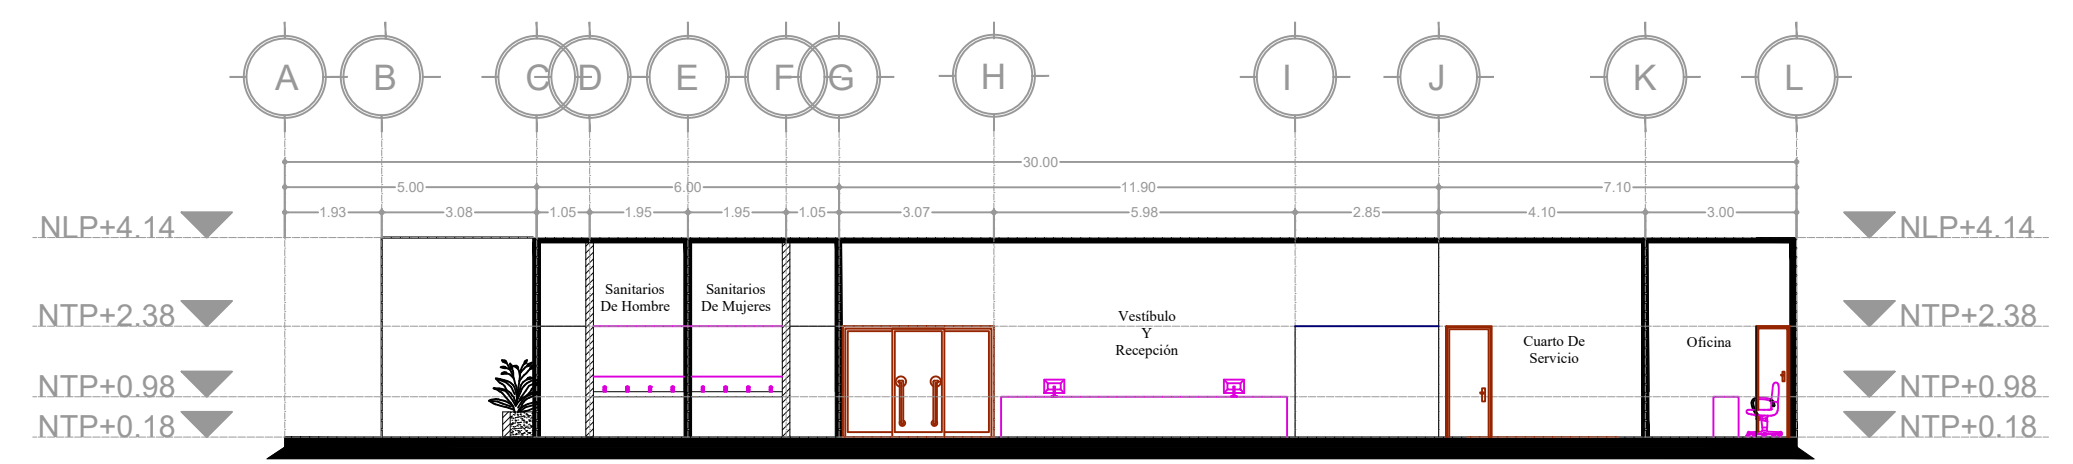 A B C D E F G H I J K L
30.00
5.00 6.00 11.90 7.10
1.93 3.08 1.05 1.95 1.95 1.05 3.07 5.98 2.85 4.10 3.00
NLP+4.14 NLP+4.14
Sanitarios
De Hombre
Sanitarios
De Mujeres
NTP+2.38 NTP+2.38
Vestíbulo
Y
Recepción
Cuarto De
Servicio
Oficina
NTP+0.98 NTP+0.98
NTP+0.18 NTP+0.18